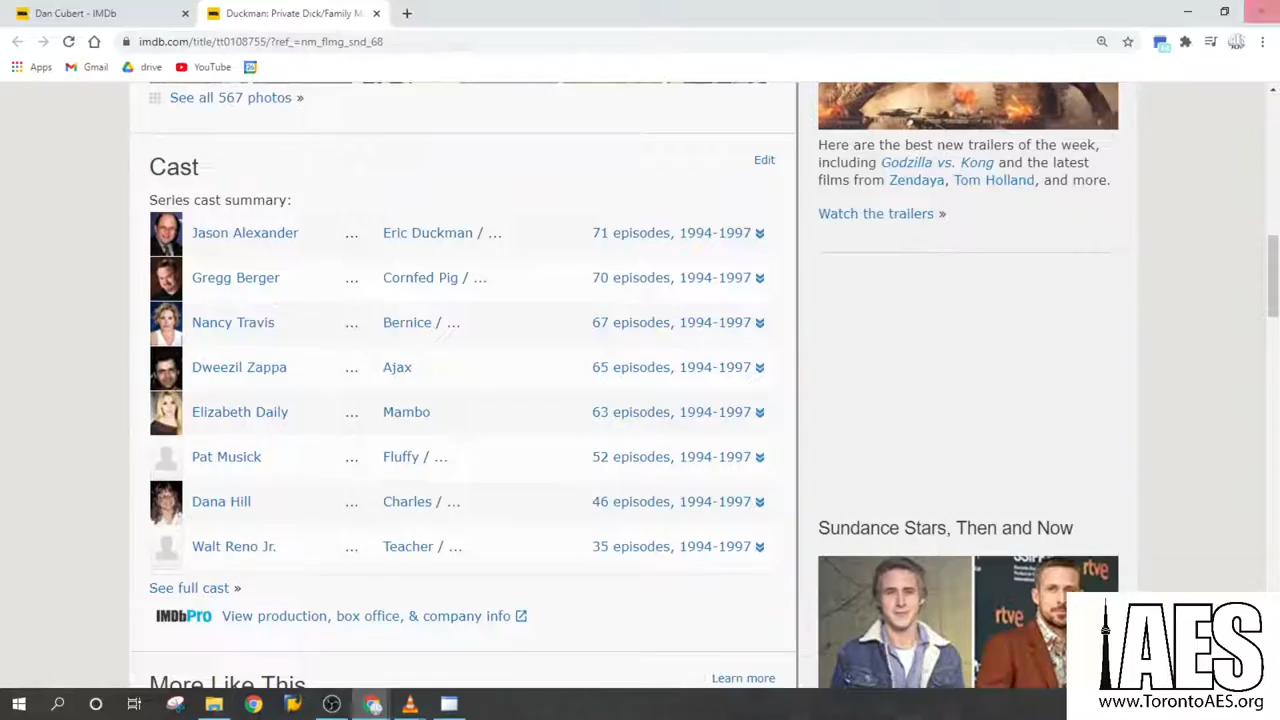 Dan Cubert - IMDb
Duckman: Private Dick/Family M
imdb.com/title/tt0108755/?ref_=nm_flmg_snd_68
Apps
Gmail
drive
YouTube
See all 567 photos »
Cast
Edit
Series cast summary:
Jason Alexander ... Eric Duckman / ... 71 episodes, 1994-1997
Gregg Berger ... Cornfed Pig / ... 70 episodes, 1994-1997
Nancy Travis ... Bernice / ... 67 episodes, 1994-1997
Dweezil Zappa ... Ajax 65 episodes, 1994-1997
Elizabeth Daily ... Mambo 63 episodes, 1994-1997
Pat Musick ... Fluffy / ... 52 episodes, 1994-1997
Dana Hill ... Charles / ... 46 episodes, 1994-1997
Walt Reno Jr. ... Teacher / ... 35 episodes, 1994-1997
See full cast »
IMDbPro View production, box office, & company info
More Like This
Learn more
Here are the best new trailers of the week,
including Godzilla vs. Kong and the latest
films from Zendaya, Tom Holland, and more.
Watch the trailers »
Sundance Stars, Then and Now
rtve
rtve
AES
www.TorontoAES.org